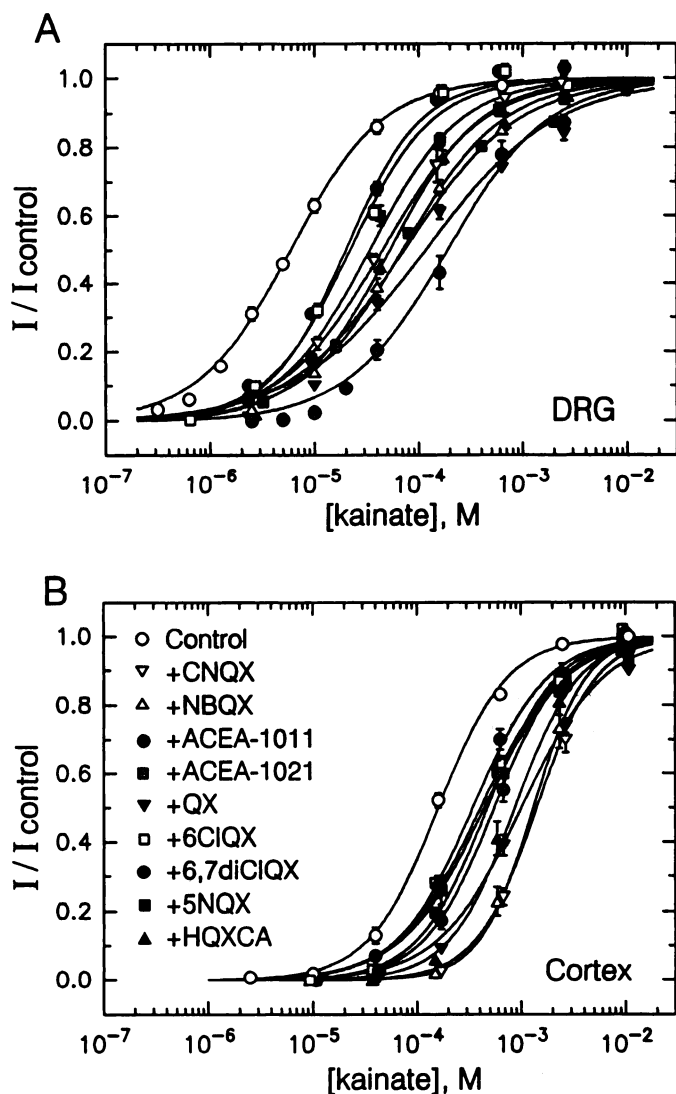 A
I / I control
1.0
0.8
0.6
0.4
0.2
0.0
DRG
10⁻⁷ 10⁻⁶ 10⁻⁵ 10⁻⁴ 10⁻³ 10⁻²
[kainate], M
B
I / I control
1.0
0.8
0.6
0.4
0.2
0.0
Control
+CNQX
+NBQX
+ACEA-1011
+ACEA-1021
+QX
+6ClQX
+6,7diClQX
+5NQX
+HQXCA
Cortex
10⁻⁷ 10⁻⁶ 10⁻⁵ 10⁻⁴ 10⁻³ 10⁻²
[kainate], M